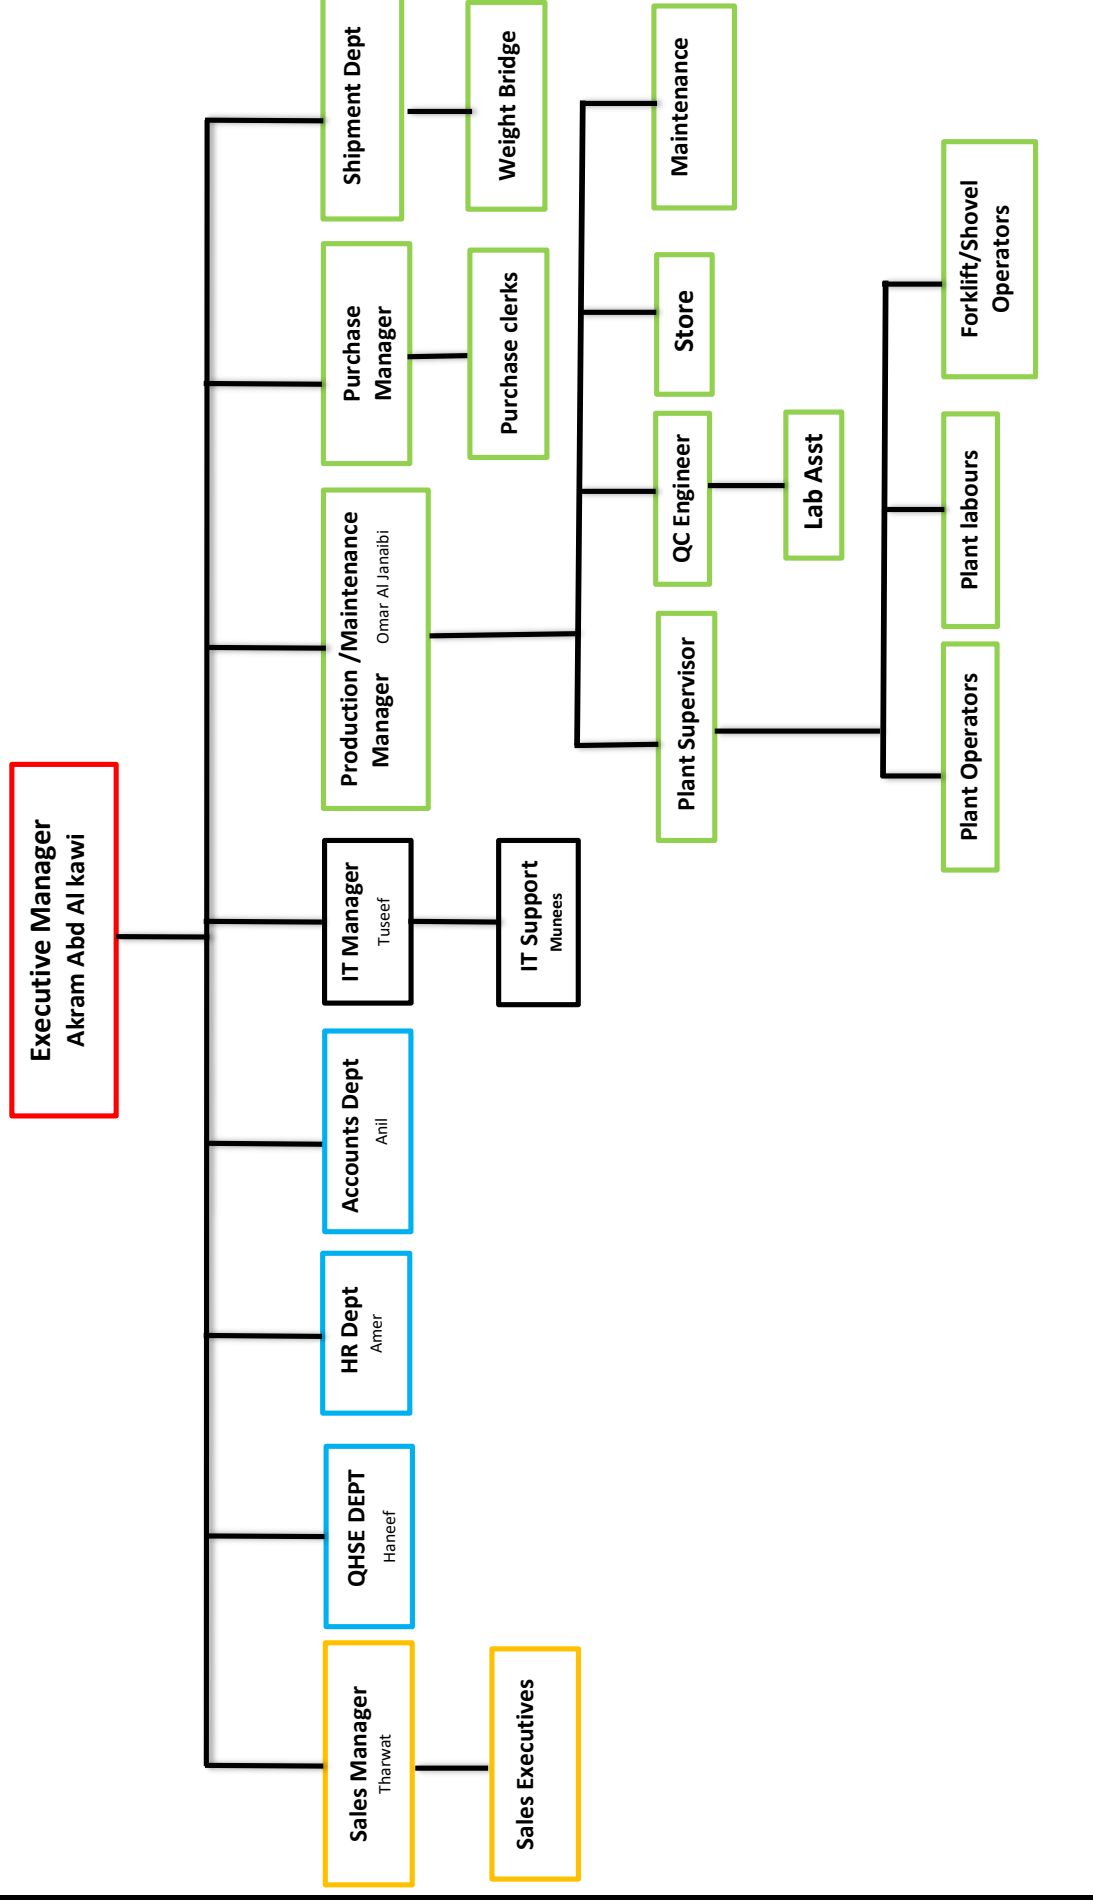 Executive Manager
Akram Abd Al kawi
Sales Manager
Tharwat
QHSE DEPT
Haneef
HR Dept
Amer
Accounts Dept
Anil
IT Manager
Tuseef
Production /Maintenance
Manager Omar Al Janaibi
Purchase
Manager
Shipment Dept
Sales Executives
IT Support
Munees
Purchase clerks
Weight Bridge
Plant Supervisor
QC Engineer
Store
Maintenance
Lab Asst
Plant Operators
Plant labours
Forklift/Shovel
Operators